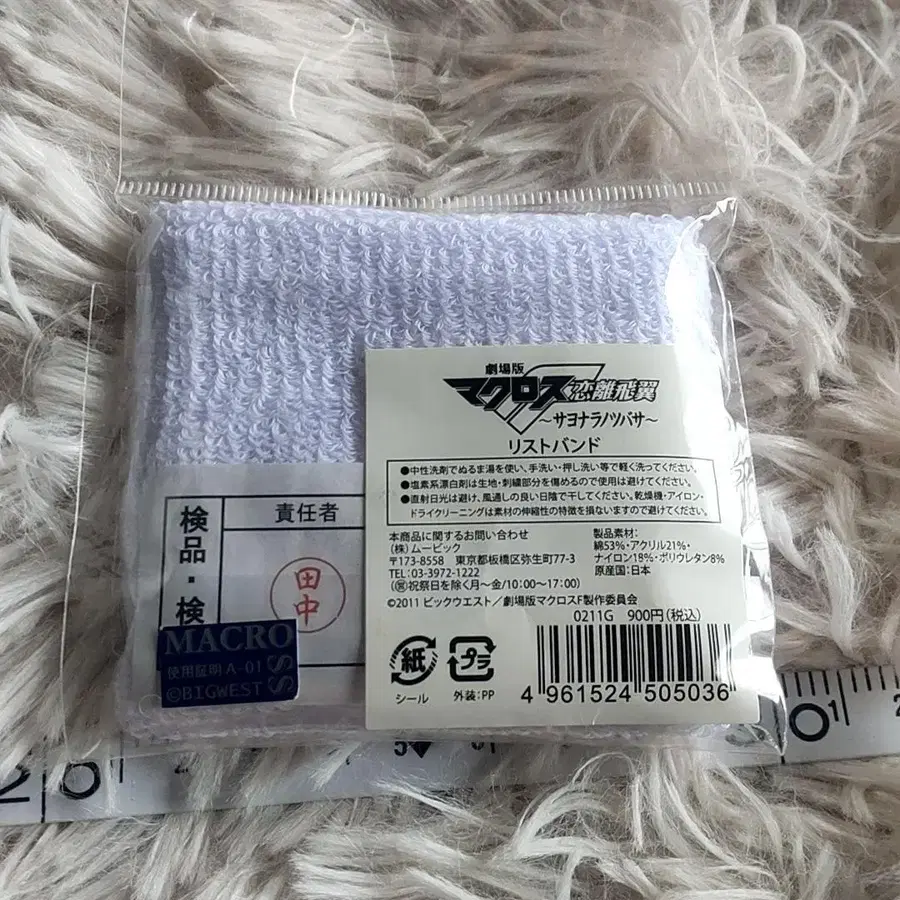 劇場版
マクロスF 恋離飛翼
～サヨナラノツバサ～
リストバンド
●中性洗剤でぬるま湯を使い、手洗い・押し洗い等で軽く洗ってください。
●塩素系漂白剤は生地・刺繍部分を傷めるので使用は避けてください。
●直射日光は避け、風通しの良い日陰で干してください。乾燥機・アイロン・
ドライクリーニングは素材の伸縮性の特徴を損ないますので避けてください。
本商品に関するお問い合わせ
(株)ムービック
〒173-8558 東京都板橋区弥生町77-3
TEL:03-3972-1222
(営祝祭日を除く月～金/10:00～17:00)
製品素材:
綿53%・アクリル21%・
ナイロン18%・ポリウレタン8%
原産国:日本
©2011 ビックウエスト/劇場版マクロスF製作委員会
0211G 900円(税込)
紙
シール
プラ
外装:PP
4 961524 505036
検品・検
責任者
田中
MACROSS
使用証明 A-01
©BIGWEST
20
5
10
1